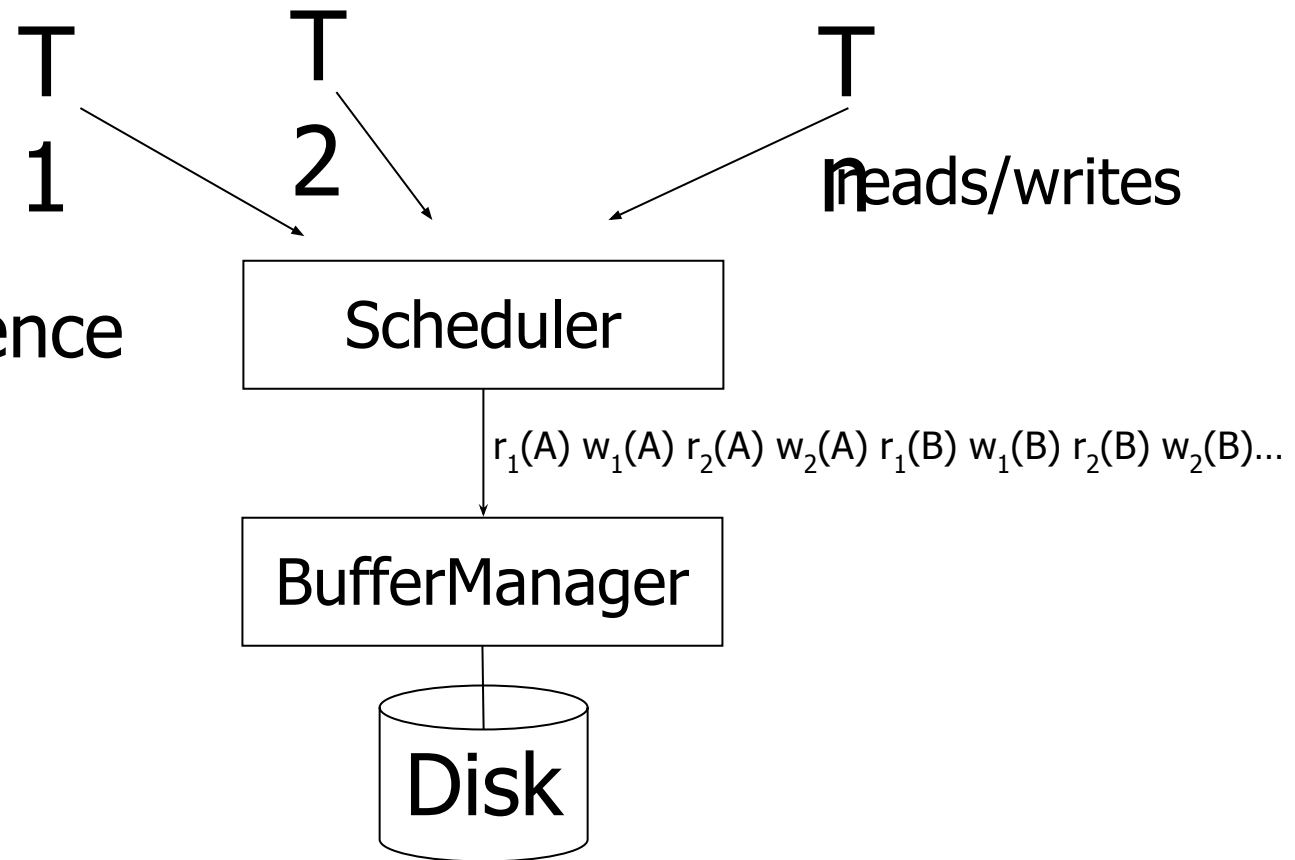 T
1
T
2
T
n
reads/writes
ence
Scheduler
r₁(A) w₁(A) r₂(A) w₂(A) r₁(B) w₁(B) r₂(B) w₂(B)…
BufferManager
Disk